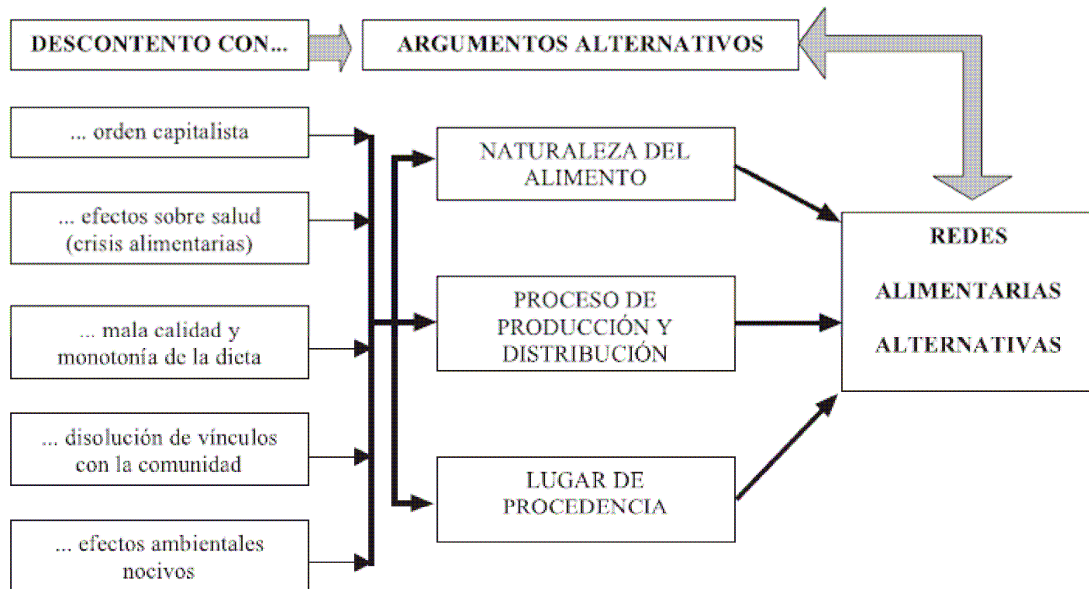 DESCONTENTO CON...
ARGUMENTOS ALTERNATIVOS
... orden capitalista
... efectos sobre salud
(crisis alimentarias)
... mala calidad y
monotonía de la dieta
... disolución de vínculos
con la comunidad
... efectos ambientales
nocivos
NATURALEZA DEL
ALIMENTO
PROCESO DE
PRODUCCIÓN Y
DISTRIBUCIÓN
LUGAR DE
PROCEDENCIA
REDES
ALIMENTARIAS
ALTERNATIVAS